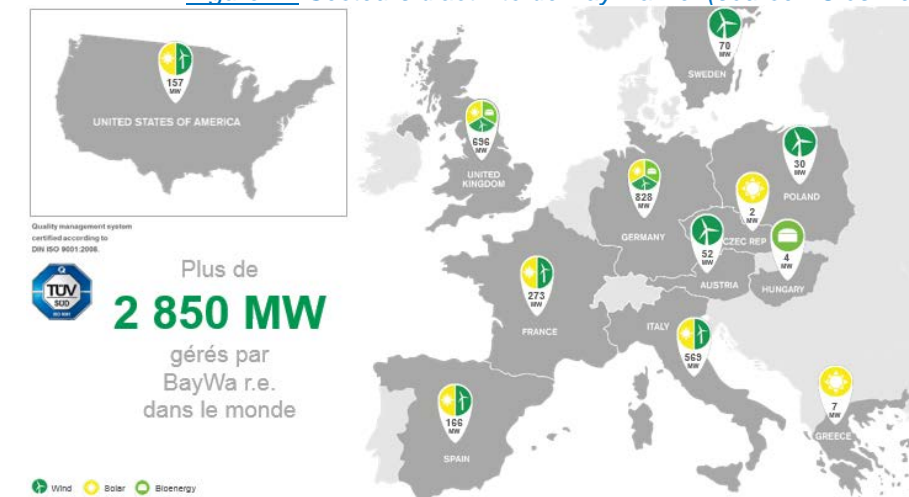 157
MW
UNITED STATES OF AMERICA
Quality management system
certified according to
DIN ISO 9001:2008.
TÜV
SÜD
ISO 9001
Plus de
2 850 MW
gérés par
BayWa r.e.
dans le monde
Wind
Solar
Bioenergy
70
MW
SWEDEN
696
MW
UNITED
KINGDOM
828
MW
GERMANY
30
MW
POLAND
2
MW
CZEC REP
52
MW
AUSTRIA
4
MW
HUNGARY
273
MW
FRANCE
ITALY
569
MW
166
MW
SPAIN
7
MW
GREECE